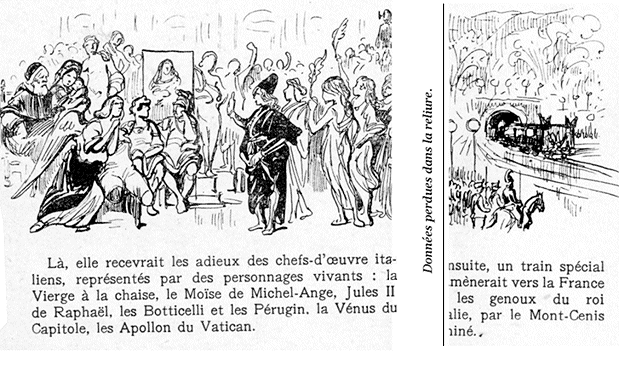 Là, elle recevrait les adieux des chefs-d'œuvre ita-
liens, représentés par des personnages vivants : la
Vierge à la chaise, le Moïse de Michel-Ange, Jules II
de Raphaël, les Botticelli et les Pérugin. la Vénus du
Capitole, les Apollon du Vatican.
Données perdues dans la reliure.
nsuite, un train spécial
mènerait vers la France
les genoux du roi
alie, par le Mont-Cenis
niné..